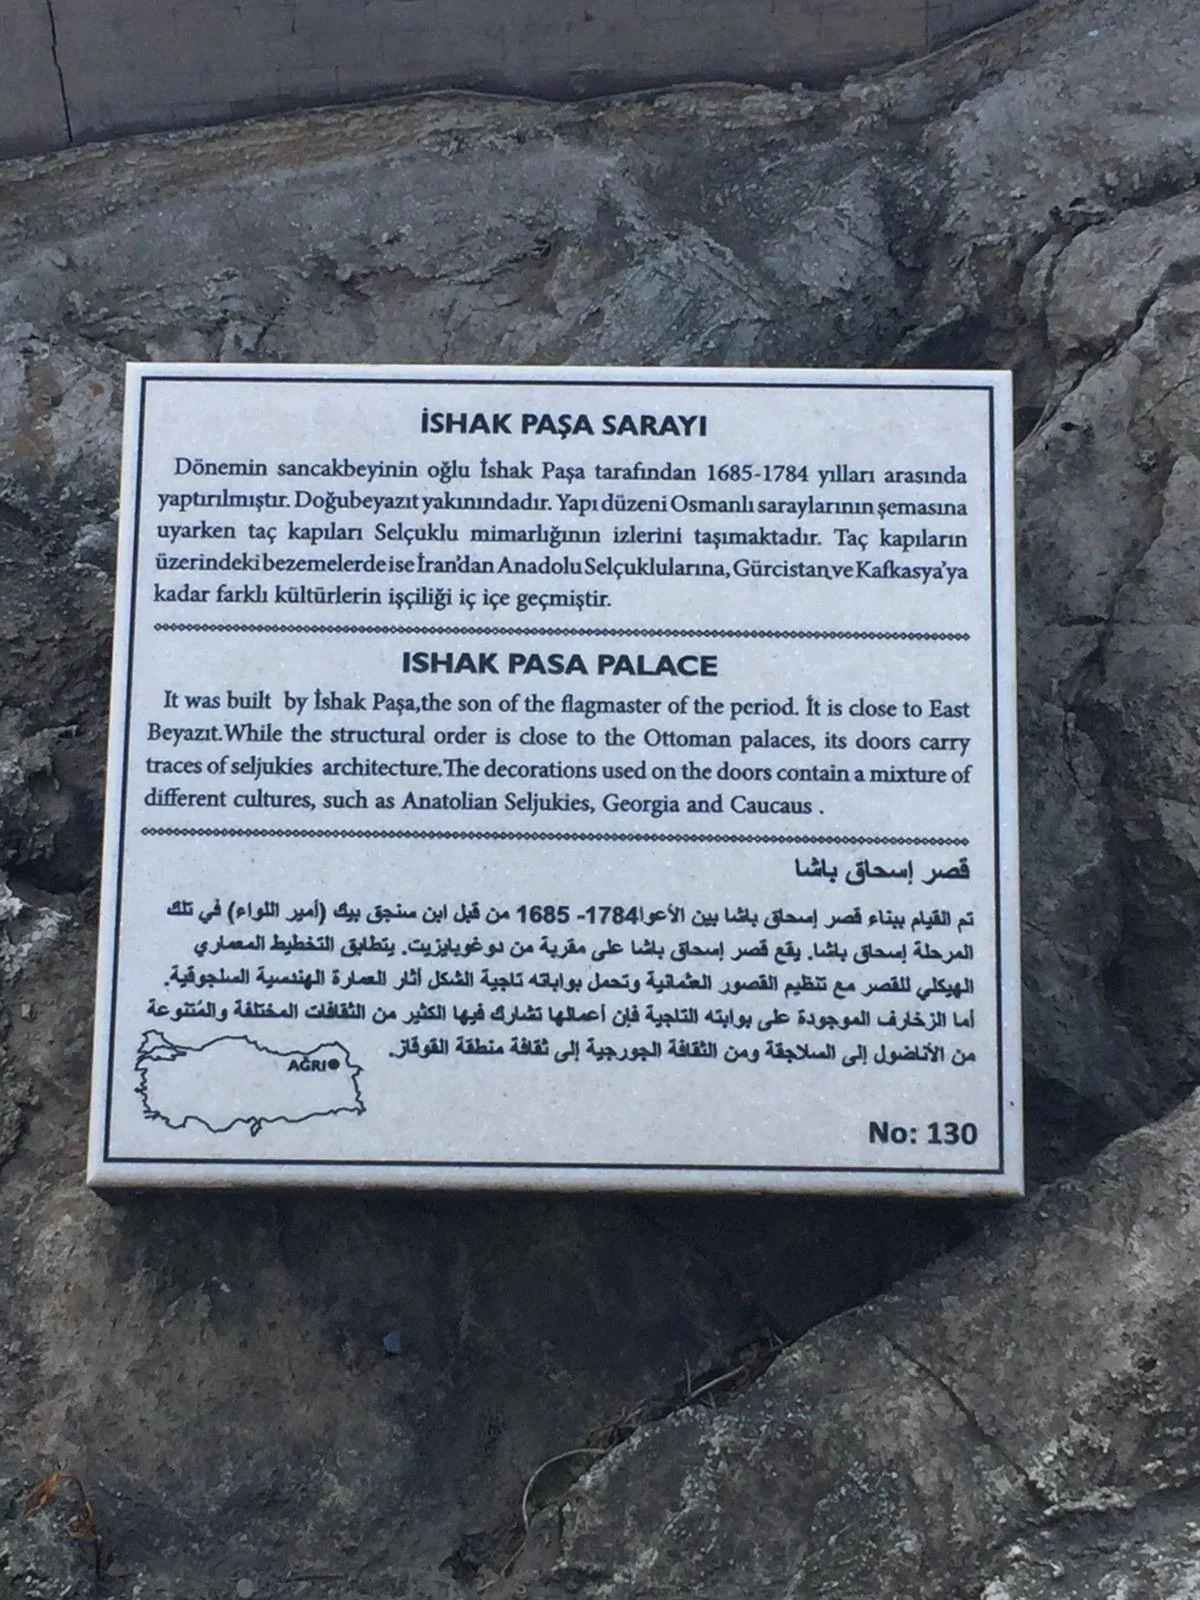 İSHAK PAŞA SARAYI
Dönemin sancakbeyinin oğlu İshak Paşa tarafından 1685-1784 yılları arasında
yaptırılmıştır. Doğubeyazıt yakınındadır. Yapı düzeni Osmanlı saraylarının şemasına
uyarken taç kapıları Selçuklu mimarlığının izlerini taşımaktadır. Taç kapıların
üzerindeki bezemelerde ise İran'dan Anadolu Selçuklularına, Gürcistan ve Kafkasya'ya
kadar farklı kültürlerin işçiliği iç içe geçmiştir.
ISHAK PASA PALACE
It was built by İshak Paşa,the son of the flagmaster of the period. İt is close to East
Beyazıt.While the structural order is close to the Ottoman palaces, its doors carry
traces of seljukies architecture.The decorations used on the doors contain a mixture of
different cultures, such as Anatolian Seljukies, Georgia and Caucaus .
قصر إسحاق باشا
تم القيام ببناء قصر إسحاق باشا بين الأعوا1784- 1685 من قبل ابن سنجق بيك (أمير اللواء) في تلك
المرحلة إسحاق باشا. يقع قصر إسحاق باشا على مقربة من دوغوبايزيت. يتطابق التخطيط المعماري
الهيكلي للقصر مع تنظيم القصور العثمانية وتحمل بواباته تاجية الشكل أثار العمارة الهندسية السلجوقية.
أما الزخارف الموجودة على بوابته التاجية فإن أعمالها تشارك فيها الكثير من الثقافات المختلفة والمُتنوعة
من الأناضول إلى السلاجقة ومن الثقافة الجورجية إلى ثقافة منطقة القوقاز.
AĞRI
No: 130